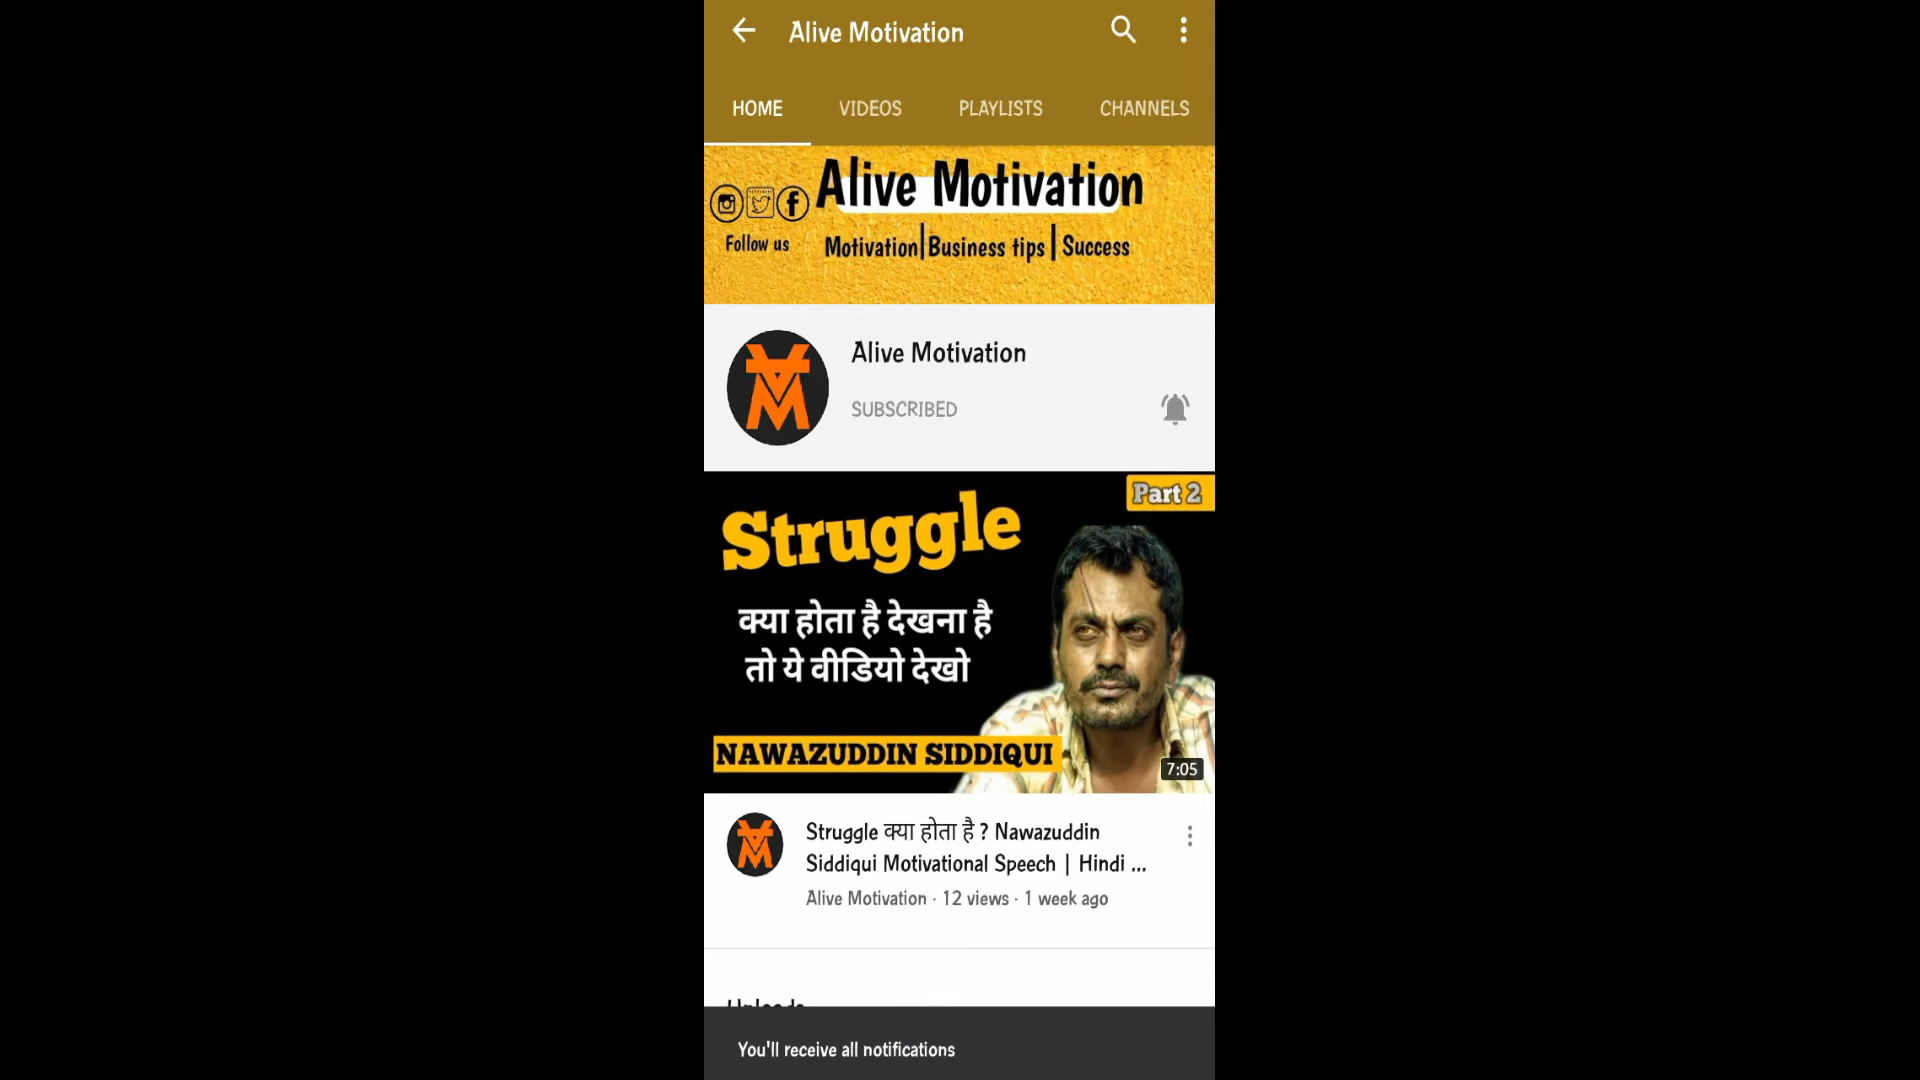 Alive Motivation
HOME VIDEOS PLAYLISTS CHANNELS
Alive Motivation
Follow us
Motivation|Business tips|Success
Alive Motivation
SUBSCRIBED
Part 2
Struggle
क्या होता है देखना है
तो ये वीडियो देखो
NAWAZUDDIN SIDDIQUI
7:05
Struggle क्या होता है ? Nawazuddin
Siddiqui Motivational Speech | Hindi ...
Alive Motivation · 12 views · 1 week ago
Uploads
You'll receive all notifications